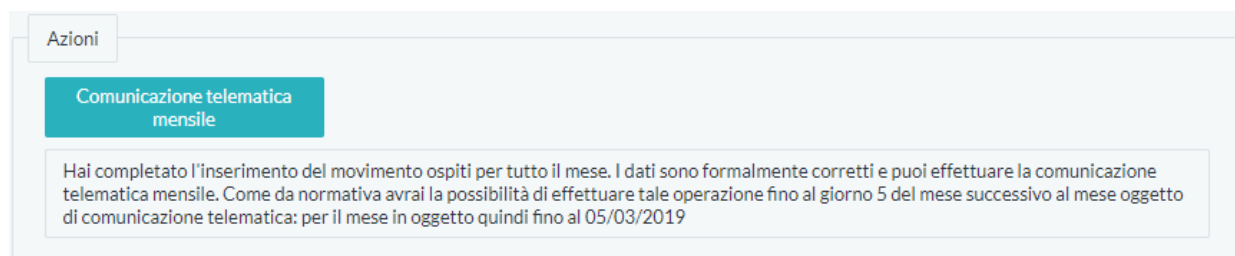 Azioni
Comunicazione telematica
mensile
Hai completato l'inserimento del movimento ospiti per tutto il mese. I dati sono formalmente corretti e puoi effettuare la comunicazione
telematica mensile. Come da normativa avrai la possibilità di effettuare tale operazione fino al giorno 5 del mese successivo al mese oggetto
di comunicazione telematica: per il mese in oggetto quindi fino al 05/03/2019